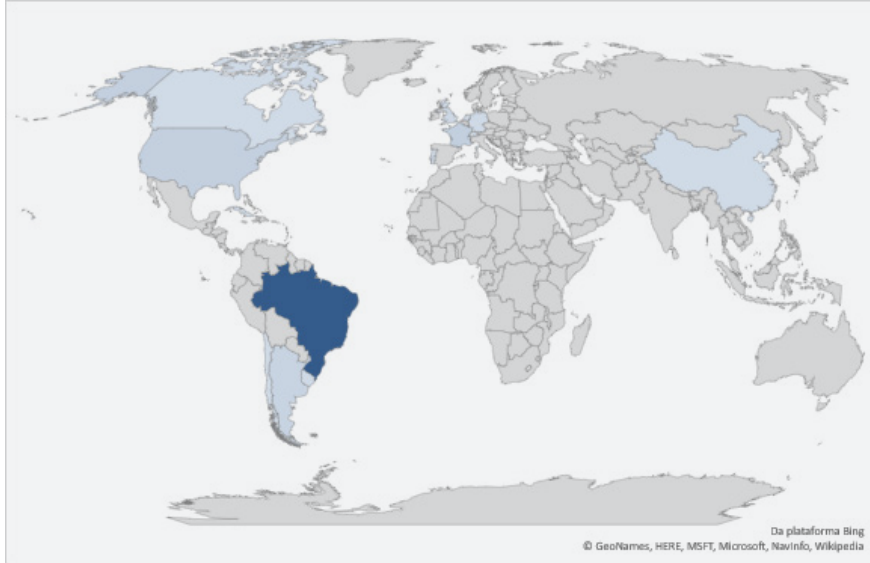 Da plataforma Bing
© GeoNames, HERE, MSFT, Microsoft, NavInfo, Wikipedia